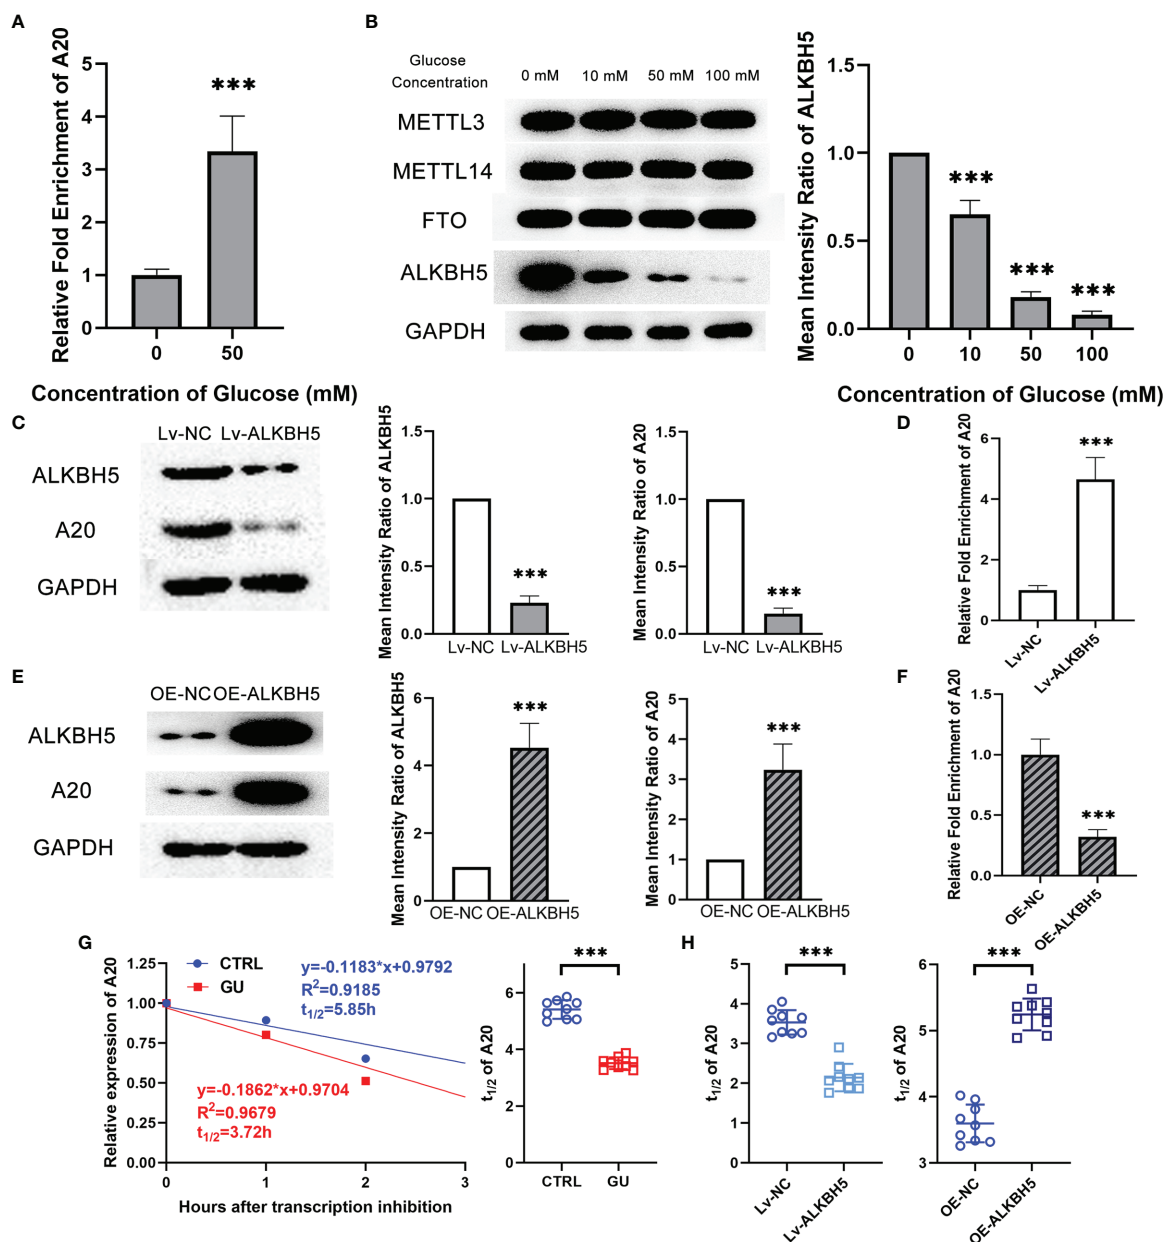 A
Relative Fold Enrichment of A20
5
4
3
2
1
0
***
0
50
Concentration of Glucose (mM)
B
Glucose
Concentration
0 mM
10 mM
50 mM
100 mM
METTL3
METTL14
FTO
ALKBH5
GAPDH
Mean Intensity Ratio of ALKBH5
1.5
1.0
0.5
0.0
***
***
***
0
10
50
100
Concentration of Glucose (mM)
C
Lv-NC Lv-ALKBH5
ALKBH5
A20
GAPDH
Mean Intensity Ratio of ALKBH5
1.5
1.0
0.5
0.0
***
Lv-NC Lv-ALKBH5
Mean Intensity Ratio of A20
1.5
1.0
0.5
0.0
***
Lv-NC Lv-ALKBH5
D
Relative Fold Enrichment of A20
6
4
2
0
***
Lv-NC
Lv-ALKBH5
E
OE-NC OE-ALKBH5
ALKBH5
A20
GAPDH
Mean Intensity Ratio of ALKBH5
6
4
2
0
***
OE-NC OE-ALKBH5
Mean Intensity Ratio of A20
5
4
3
2
1
0
***
OE-NC OE-ALKBH5
F
Relative Fold Enrichment of A20
1.5
1.0
0.5
0.0
***
OE-NC
OE-ALKBH5
G
Relative expression of A20
1.25
1.00
0.75
0.50
0.25
0.00
CTRL
GU
y=-0.1183*x+0.9792
R2=0.9185
t1/2=5.85h
y=-0.1862*x+0.9704
R2=0.9679
t1/2=3.72h
0
1
2
3
Hours after transcription inhibition
t1/2 of A20
6
4
2
0
***
CTRL
GU
H
t1/2 of A20
5
4
3
2
1
0
***
Lv-NC
Lv-ALKBH5
t1/2 of A20
6
5
4
3
***
OE-NC
OE-ALKBH5